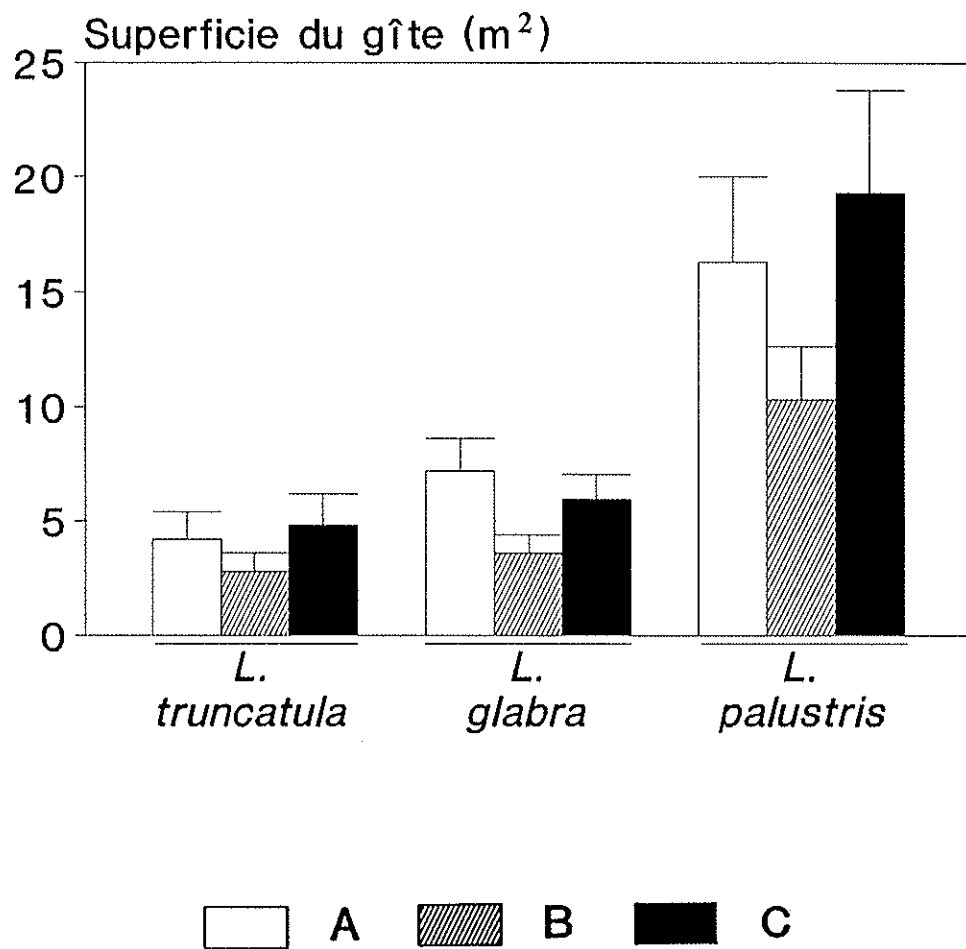 Superficie du gîte (m²)
25
20
15
10
5
0
L. truncatula
L. glabra
L. palustris
A B C